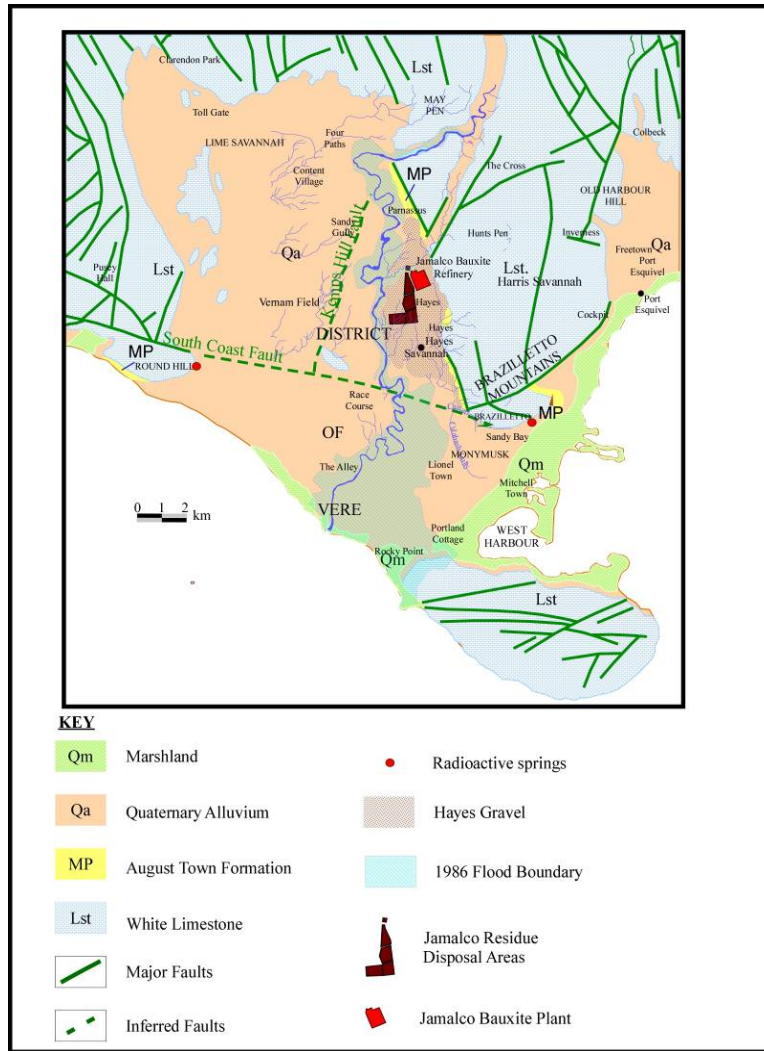 Clarendon Park
Lst
MAY
PEN
Toll Gate
Colbeck
LIME SAVANNAH
Four
Paths
The Cross
MP
Content
Village
OLD HARBOUR
HILL
Parnassus
Sandy
Gully
Kemps Hill Fault
Hunts Pen
Inverness
Freetown
Qa
Qa
Port
Esquivel
Pusey
Hall
Lst
Jamalco Bauxite
Refinery
Lst.
Harris Savannah
Port
Esquivel
Vernam Field
Hayes
Cockpit
DISTRICT
Hayes
Hayes
Savannah
South Coast Fault
MP
ROUND HILL
BRAZILLETTO
MOUNTAINS
Race
Course
BRAZILLETTO
MP
OF
Sandy Bay
MONYMUSK
The Alley
Lionel
Town
Qm
Mitchell
Town
0 1 2
km
VERE
Portland
Cottage
WEST
HARBOUR
Rocky Point
Qm
Lst
KEY
Qm
Marshland
Radioactive springs
Qa
Quaternary Alluvium
Hayes Gravel
MP
August Town Formation
1986 Flood Boundary
Lst
White Limestone
Jamalco Residue
Disposal Areas
Major Faults
Inferred Faults
Jamalco Bauxite Plant